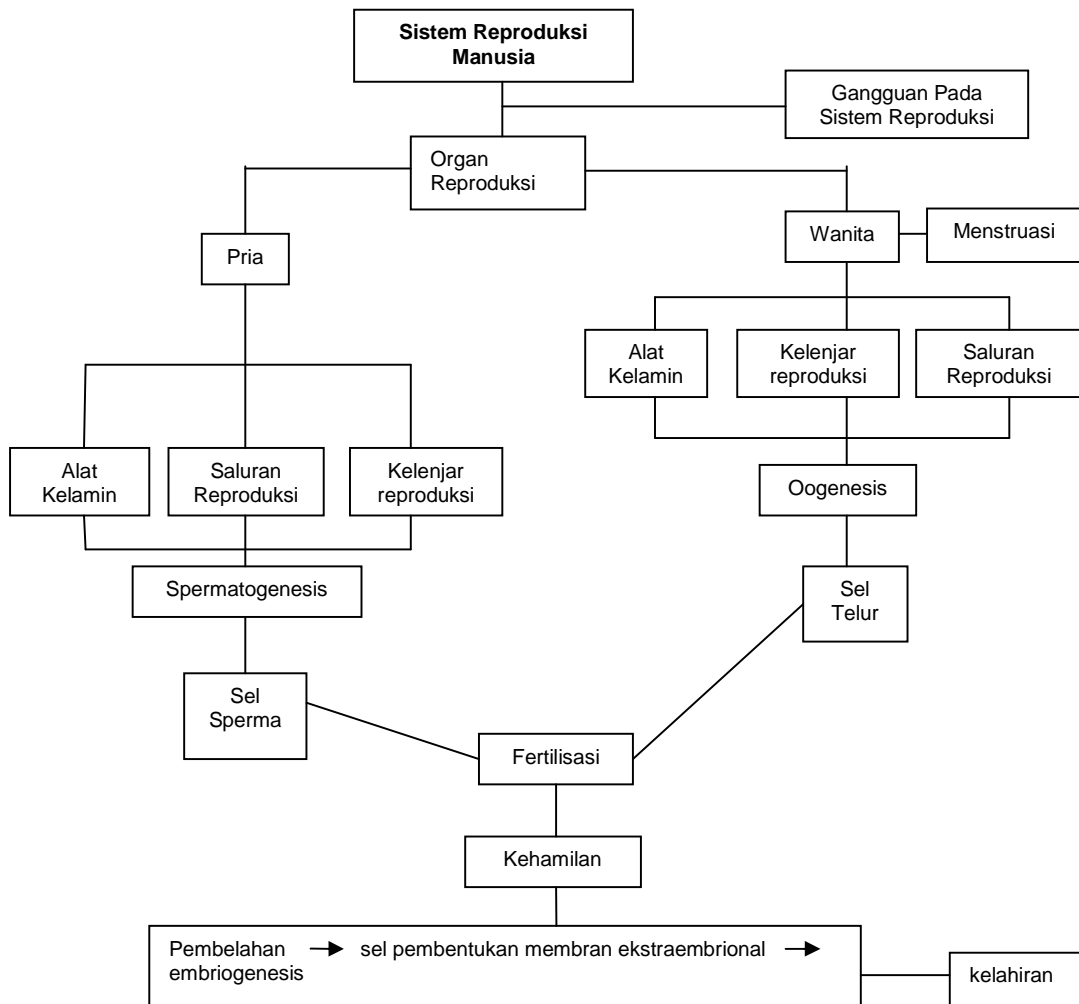 Sistem Reproduksi
Manusia
Gangguan Pada
Sistem Reproduksi
Organ
Reproduksi
Pria
Wanita
Menstruasi
Alat
Kelamin
Kelenjar
reproduksi
Saluran
Reproduksi
Alat
Kelamin
Saluran
Reproduksi
Kelenjar
reproduksi
Oogenesis
Spermatogenesis
Sel
Telur
Sel
Sperma
Fertilisasi
Kehamilan
Pembelahan → sel pembentukan membran ekstraembrional →
embriogenesis
kelahiran